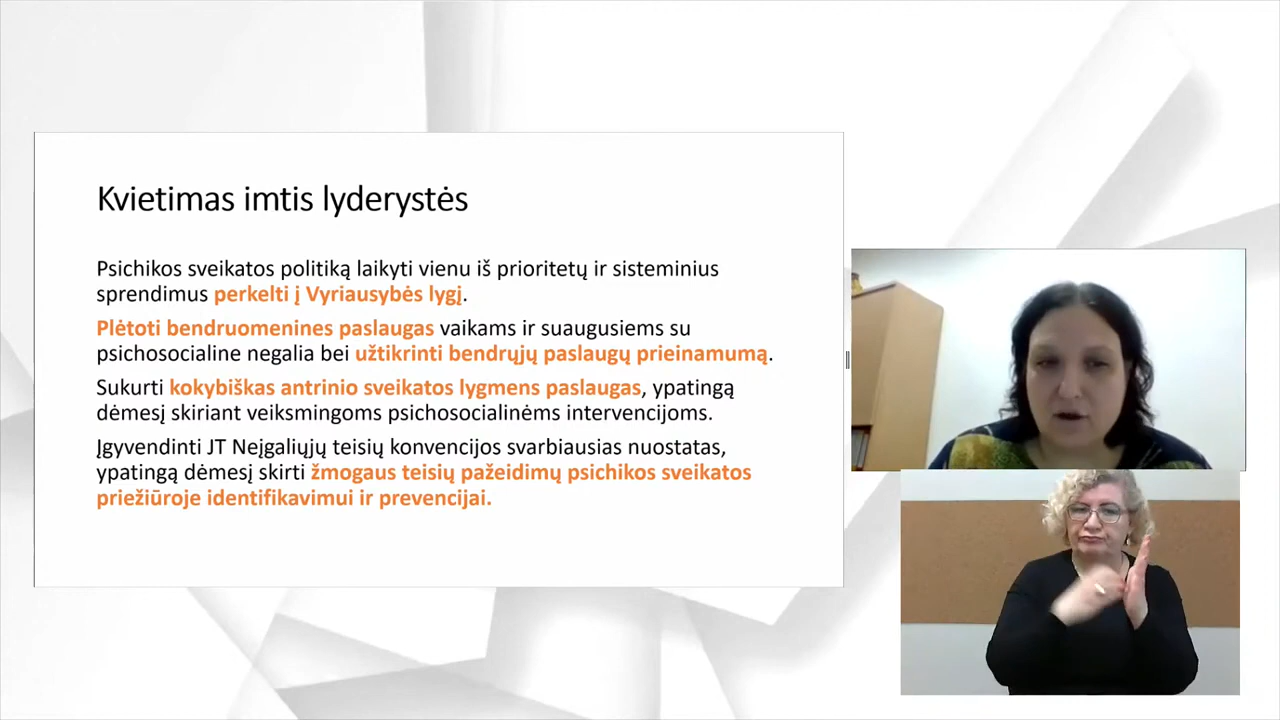 Kvietimas imtis lyderystės
Psichikos sveikatos politiką laikyti vienu iš prioritetų ir sisteminius
sprendimus perkelti į Vyriausybės lygį.
Plėtoti bendruomenines paslaugas vaikams ir suaugusiems su
psichosocialine negalia bei užtikrinti bendrųjų paslaugų prieinamumą.
Sukurti kokybiškas antrinio sveikatos lygmens paslaugas, ypatingą
dėmesį skiriant veiksmingoms psichosocialinėms intervencijoms.
Įgyvendinti JT Neįgaliųjų teisių konvencijos svarbiausias nuostatas,
ypatingą dėmesį skirti žmogaus teisių pažeidimų psichikos sveikatos
priežiūroje identifikavimui ir prevencijai.